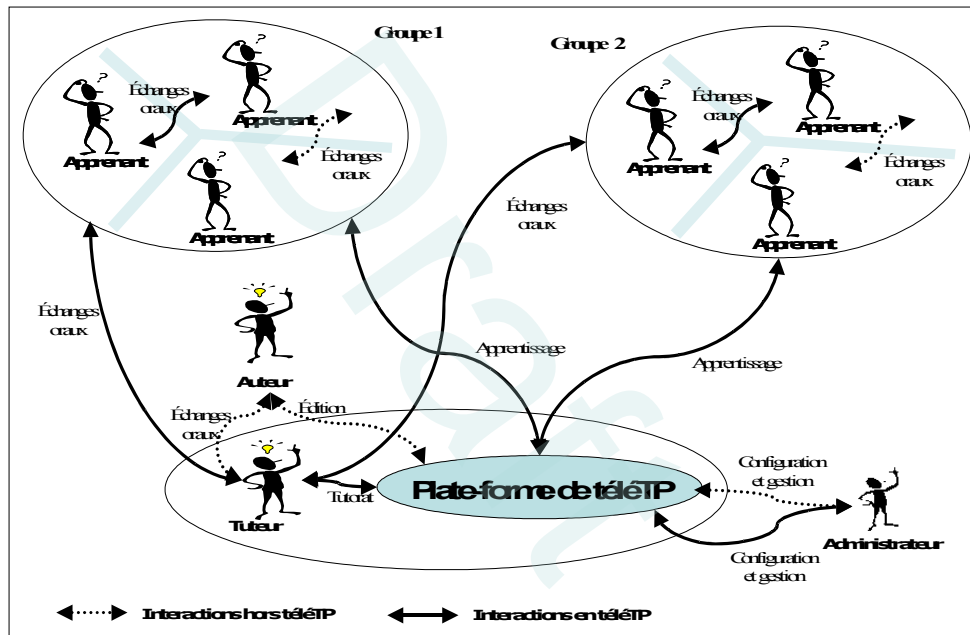 Groupe 1
Groupe 2
?
?
?
Échanges
oraux
Apprenant
Apprenant
Échanges
oraux
Apprenant
?
?
?
Échanges
oraux
Apprenant
Apprenant
Échanges
oraux
Apprenant
Échanges
oraux
Échanges
oraux
Auteur
Apprentissage
Apprentissage
Échanges
oraux
Édition
Tuteur
Tutorat
Plate-forme de téléTP
Configuration
et gestion
Administrateur
Configuration
et gestion
Interactions hors téléTP
Interactions en téléTP
Draft